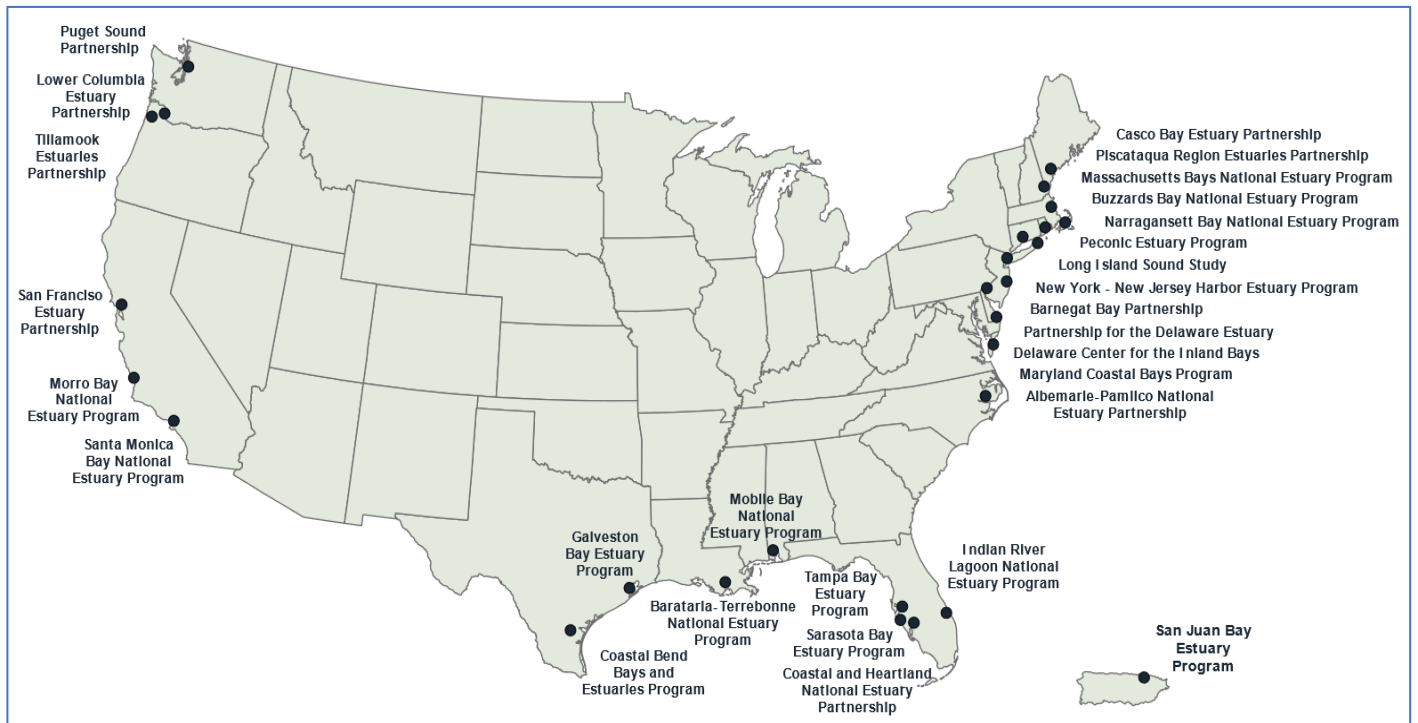 Puget Sound
Partnership
Lower Columbia
Estuary
Partnership
Tillamook
Estuaries
Partnership
San Franciso
Estuary
Partnership
Morro Bay
National
Estuary Program
Santa Monica
Bay National
Estuary Program
Casco Bay Estuary Partnership
Piscataqua Region Estuaries Partnership
Massachusetts Bays National Estuary Program
Buzzards Bay National Estuary Program
Narragansett Bay National Estuary Program
Peconic Estuary Program
Long Island Sound Study
New York - New Jersey Harbor Estuary Program
Barnegat Bay Partnership
Partnership for the Delaware Estuary
Delaware Center for the Inland Bays
Maryland Coastal Bays Program
Albemarle-Pamlico National
Estuary Partnership
Galveston
Bay Estuary
Program
Coastal Bend
Bays and
Estuaries Program
Mobile Bay
National
Estuary Program
Barataria-Terrebonne
National Estuary
Program
Tampa Bay
Estuary
Program
Sarasota Bay
Estuary Program
Coastal and Heartland
National Estuary
Partnership
Indian River
Lagoon National
Estuary Program
San Juan Bay
Estuary
Program